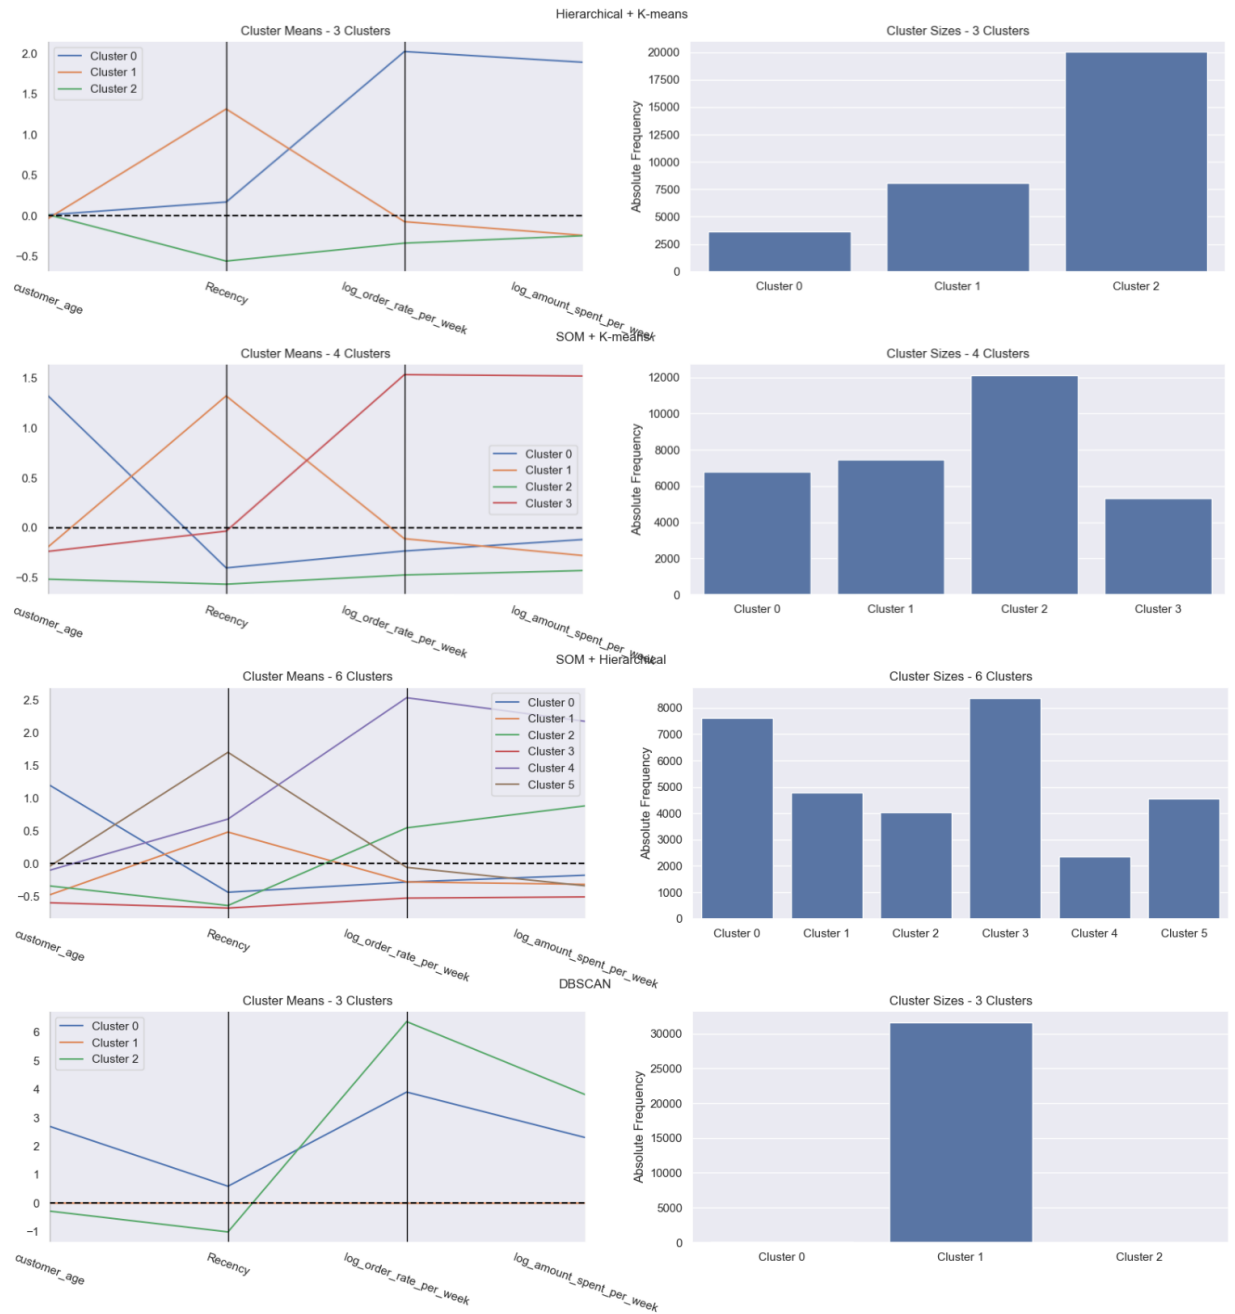 Hierarchical + K-means
Cluster Means - 3 Clusters
2.0
1.5
1.0
0.5
0.0
−0.5
Cluster 0
Cluster 1
Cluster 2
customer_age
Recency
log_order_rate_per_week
log_amount_spent_per_week
Cluster Sizes - 3 Clusters
Absolute Frequency
20000
17500
15000
12500
10000
7500
5000
2500
0
Cluster 0
Cluster 1
Cluster 2
SOM + K-means
Cluster Means - 4 Clusters
1.5
1.0
0.5
0.0
−0.5
Cluster 0
Cluster 1
Cluster 2
Cluster 3
customer_age
Recency
log_order_rate_per_week
log_amount_spent_per_week
Cluster Sizes - 4 Clusters
Absolute Frequency
12000
10000
8000
6000
4000
2000
0
Cluster 0
Cluster 1
Cluster 2
Cluster 3
SOM + Hierarchical
Cluster Means - 6 Clusters
2.5
2.0
1.5
1.0
0.5
0.0
−0.5
Cluster 0
Cluster 1
Cluster 2
Cluster 3
Cluster 4
Cluster 5
customer_age
Recency
log_order_rate_per_week
log_amount_spent_per_week
Cluster Sizes - 6 Clusters
Absolute Frequency
8000
7000
6000
5000
4000
3000
2000
1000
0
Cluster 0
Cluster 1
Cluster 2
Cluster 3
Cluster 4
Cluster 5
DBSCAN
Cluster Means - 3 Clusters
6
5
4
3
2
1
0
−1
Cluster 0
Cluster 1
Cluster 2
customer_age
Recency
log_order_rate_per_week
log_amount_spent_per_week
Cluster Sizes - 3 Clusters
Absolute Frequency
30000
25000
20000
15000
10000
5000
0
Cluster 0
Cluster 1
Cluster 2